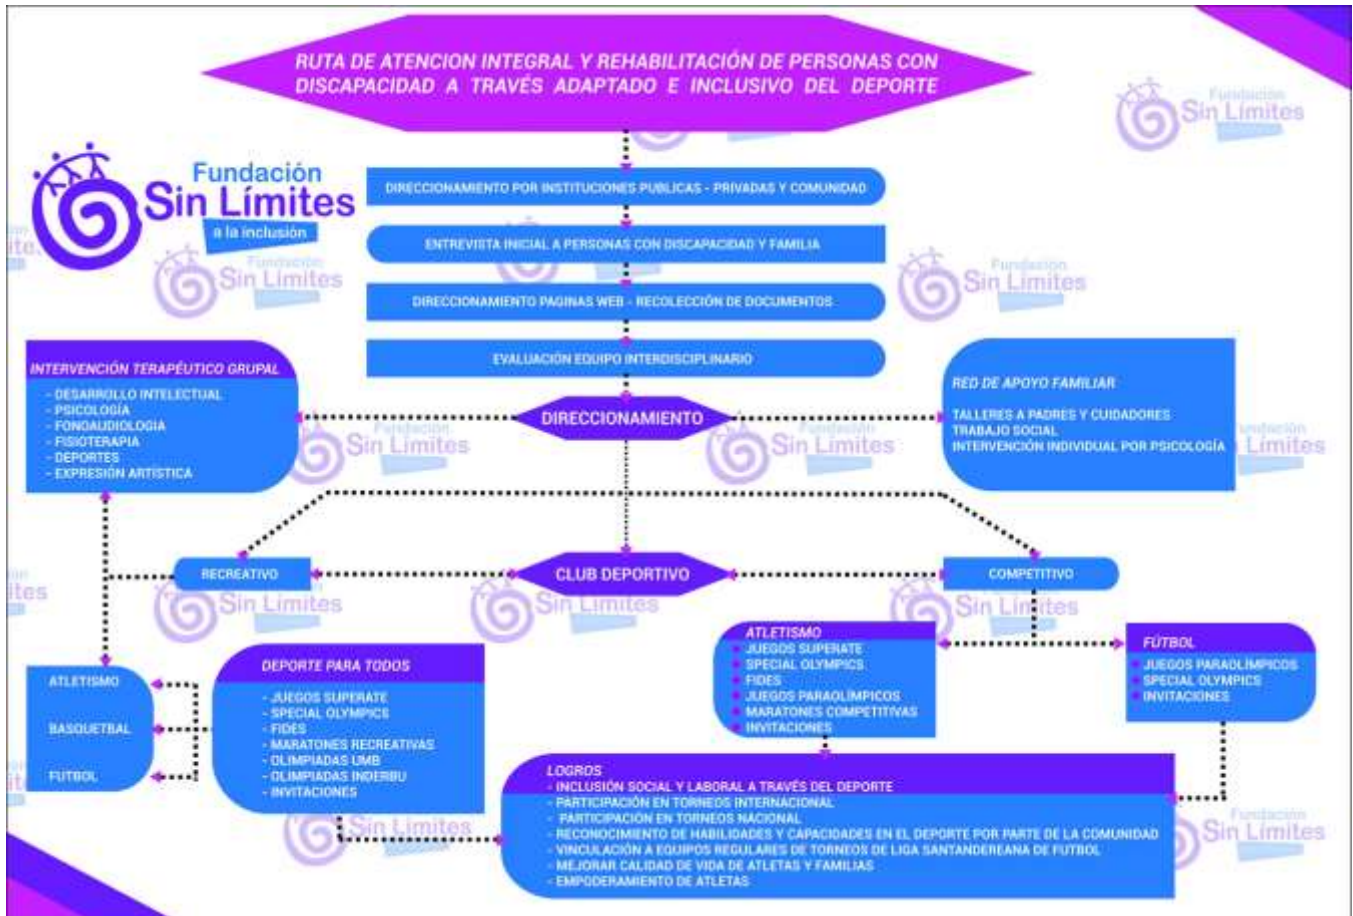 RUTA DE ATENCION INTEGRAL Y REHABILITACIÓN DE PERSONAS CON
DISCAPACIDAD A TRAVÉS ADAPTADO E INCLUSIVO DEL DEPORTE
Fundación
Sin Límites
a la inclusión
DIRECCIONAMIENTO POR INSTITUCIONES PUBLICAS - PRIVADAS Y COMUNIDAD
ENTREVISTA INICIAL A PERSONAS CON DISCAPACIDAD Y FAMILIA
DIRECCIONAMIENTO PAGINAS WEB - RECOLECCIÓN DE DOCUMENTOS
EVALUACIÓN EQUIPO INTERDISCIPLINARIO
INTERVENCIÓN TERAPÉUTICO GRUPAL
- DESARROLLO INTELECTUAL
- PSICOLOGÍA
- FONOAUDIOLOGIA
- FISIOTERAPIA
- DEPORTES
- EXPRESIÓN ARTÍSTICA
DIRECCIONAMIENTO
RED DE APOYO FAMILIAR
TALLERES A PADRES Y CUIDADORES
TRABAJO SOCIAL
INTERVENCIÓN INDIVIDUAL POR PSICOLOGÍA
RECREATIVO
CLUB DEPORTIVO
COMPETITIVO
ATLETISMO
BASQUETBAL
FUTBOL
DEPORTE PARA TODOS
- JUEGOS SUPERATE
- SPECIAL OLYMPICS
- FIDES
- MARATONES RECREATIVAS
- OLIMPIADAS UMB
- OLIMPIADAS INDERBU
- INVITACIONES
ATLETISMO
JUEGOS SUPERATE
SPECIAL OLYMPICS
FIDES
JUEGOS PARAOLÍMPICOS
MARATONES COMPETITIVAS
INVITACIONES
FÚTBOL
JUEGOS PARAOLÍMPICOS
SPECIAL OLYMPICS
INVITACIONES
LOGROS
- INCLUSIÓN SOCIAL Y LABORAL A TRAVÉS DEL DEPORTE
- PARTICIPACIÓN EN TORNEOS INTERNACIONAL
- PARTICIPACIÓN EN TORNEOS NACIONAL
- RECONOCIMIENTO DE HABILIDADES Y CAPACIDADES EN EL DEPORTE POR PARTE DE LA COMUNIDAD
- VINCULACIÓN A EQUIPOS REGULARES DE TORNEOS DE LIGA SANTANDEREANA DE FUTBOL
- MEJORAR CALIDAD DE VIDA DE ATLETAS Y FAMILIAS
- EMPODERAMIENTO DE ATLETAS